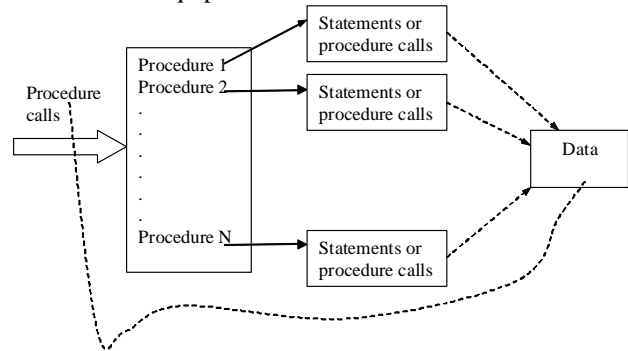 Statements or
procedure calls
Procedure 1
Procedure 2
Procedure
calls
.
.
.
.
.
.
Procedure N
Statements or
procedure calls
Data
Statements or
procedure calls